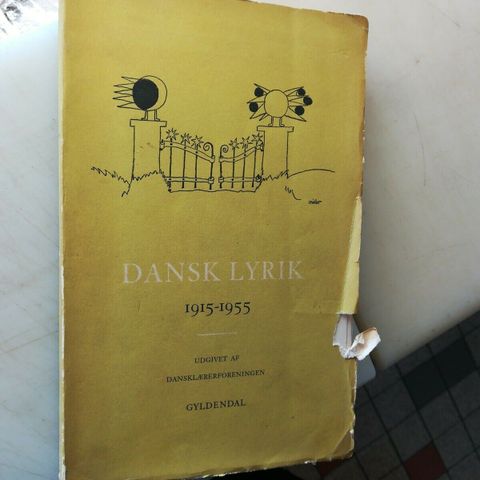 DANSK LYRIK
1915-1955
UDGIVET AF
DANSKLÆRERFORENINGEN
GYLDENDAL